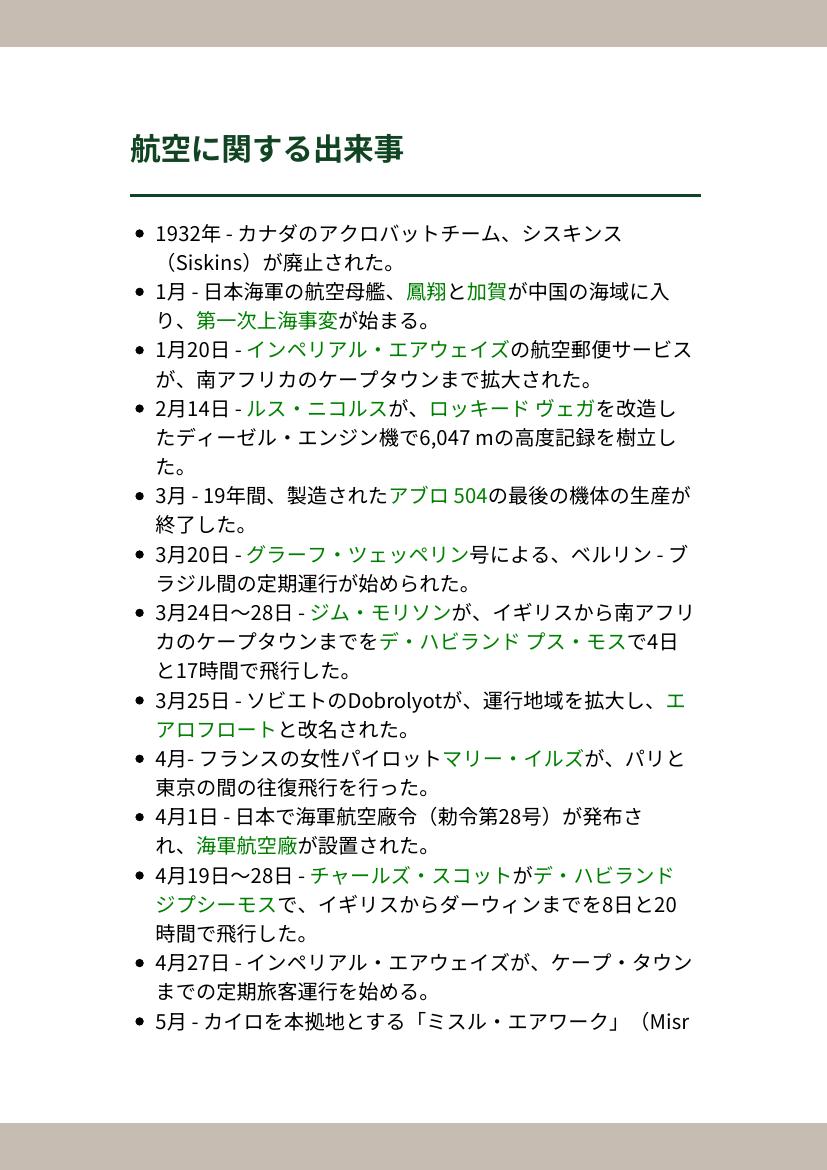 航空に関する出来事
1932年 - カナダのアクロバットチーム、シスキンス
（Siskins）が廃止された。
1月 - 日本海軍の航空母艦、鳳翔と加賀が中国の海域に入
り、第一次上海事変が始まる。
1月20日 - インペリアル・エアウェイズの航空郵便サービス
が、南アフリカのケープタウンまで拡大された。
2月14日 - ルス・ニコルスが、ロッキード ヴェガを改造し
たディーゼル・エンジン機で6,047 mの高度記録を樹立し
た。
3月 - 19年間、製造されたアブロ 504の最後の機体の生産が
終了した。
3月20日 - グラーフ・ツェッペリン号による、ベルリン - ブ
ラジル間の定期運行が始められた。
3月24日〜28日 - ジム・モリソンが、イギリスから南アフリ
カのケープタウンまでをデ・ハビランド プス・モスで4日
と17時間で飛行した。
3月25日 - ソビエトのDobrolyotが、運行地域を拡大し、エ
アロフロートと改名された。
4月- フランスの女性パイロットマリー・イルズが、パリと
東京の間の往復飛行を行った。
4月1日 - 日本で海軍航空廠令（勅令第28号）が発布さ
れ、海軍航空廠が設置された。
4月19日〜28日 - チャールズ・スコットがデ・ハビランド
ジプシーモスで、イギリスからダーウィンまでを8日と20
時間で飛行した。
4月27日 - インペリアル・エアウェイズが、ケープ・タウン
までの定期旅客運行を始める。
5月 - カイロを本拠地とする「ミスル・エアワーク」（Misr